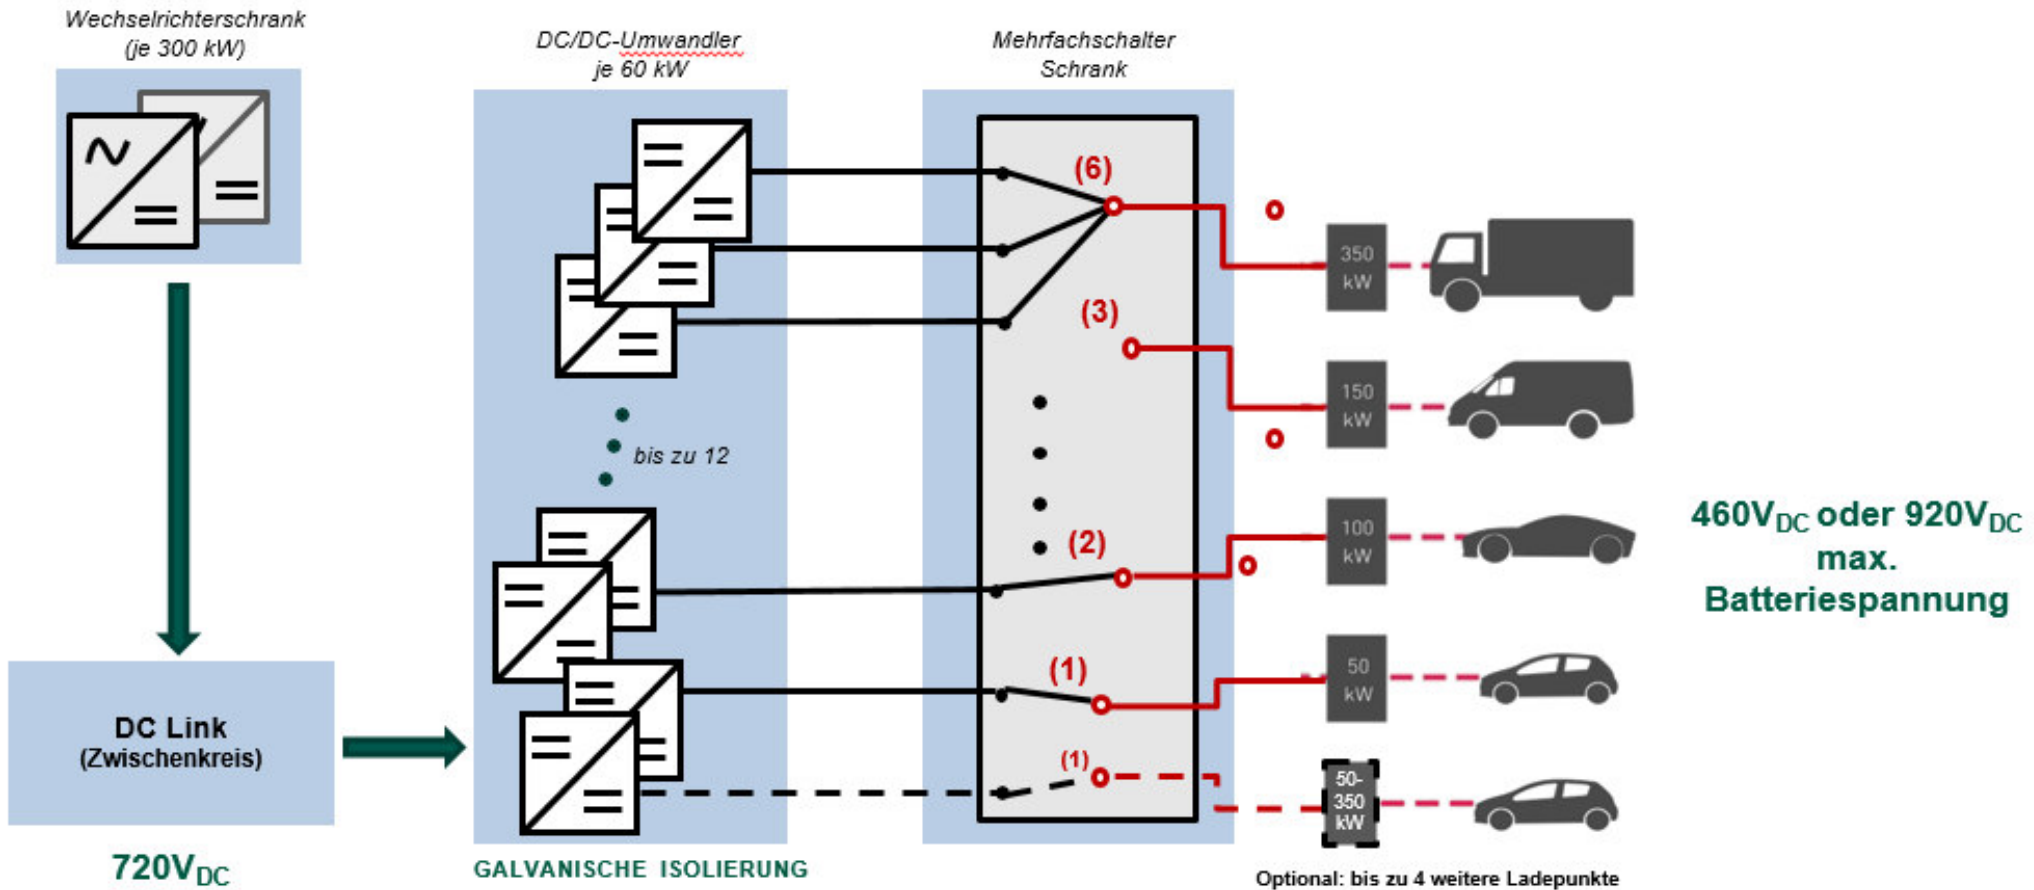 Wechselrichterschrank
(je 300 kW)
DC/DC-Umwandler
je 60 kW
Mehrfachschalter
Schrank
(6)
350
kW
(3)
150
kW
bis zu 12
(2)
100
kW
460VDC oder 920VDC
max.
Batteriespannung
(1)
50
kW
DC Link
(Zwischenkreis)
(1)
50-
350
kW
720VDC
GALVANISCHE ISOLIERUNG
Optional: bis zu 4 weitere Ladepunkte